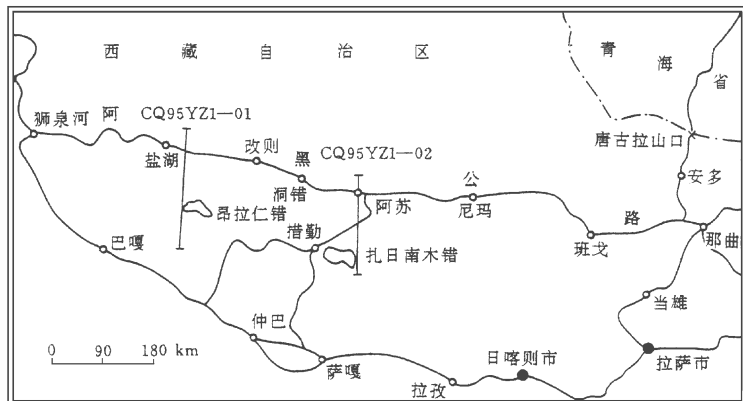 西藏自治区
青海省
狮泉河
阿
CQ95YZ1—01
盐湖
改则
黑
CQ95YZ1—02
公
唐古拉山口
洞错
阿苏
尼玛
安多
昂拉仁错
措勤
路
班戈
那曲
巴嘎
扎日南木错
当雄
仲巴
0 90 180 km
萨嘎
日喀则市
拉萨市
拉孜